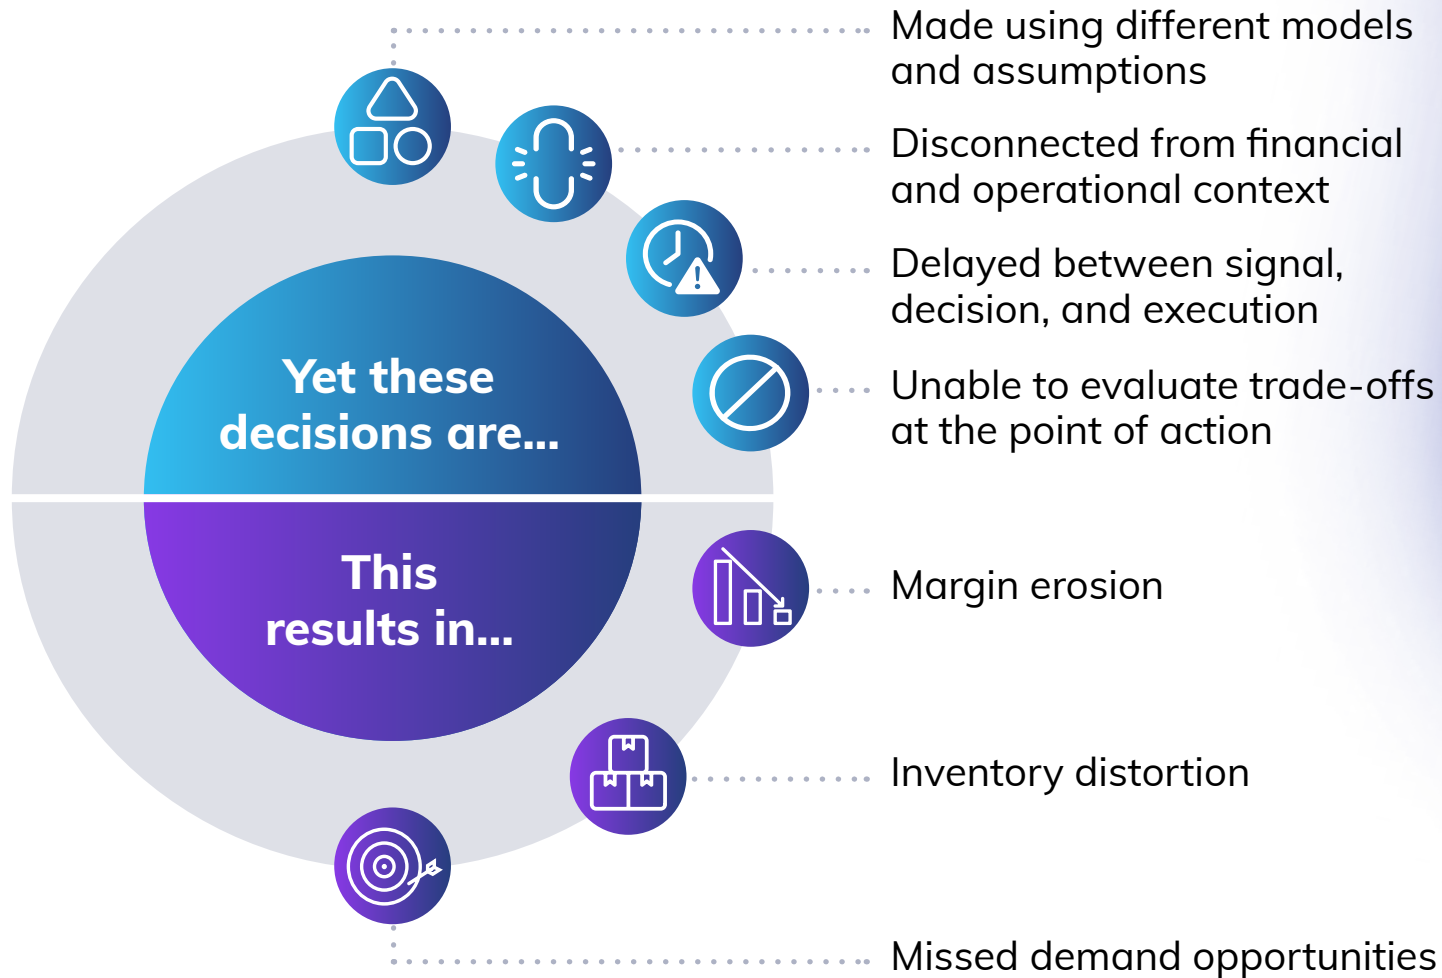 Made using different models
and assumptions
Disconnected from financial
and operational context
Delayed between signal,
decision, and execution
Yet these
decisions are...
Unable to evaluate trade-offs
at the point of action
This
results in...
Margin erosion
Inventory distortion
Missed demand opportunities